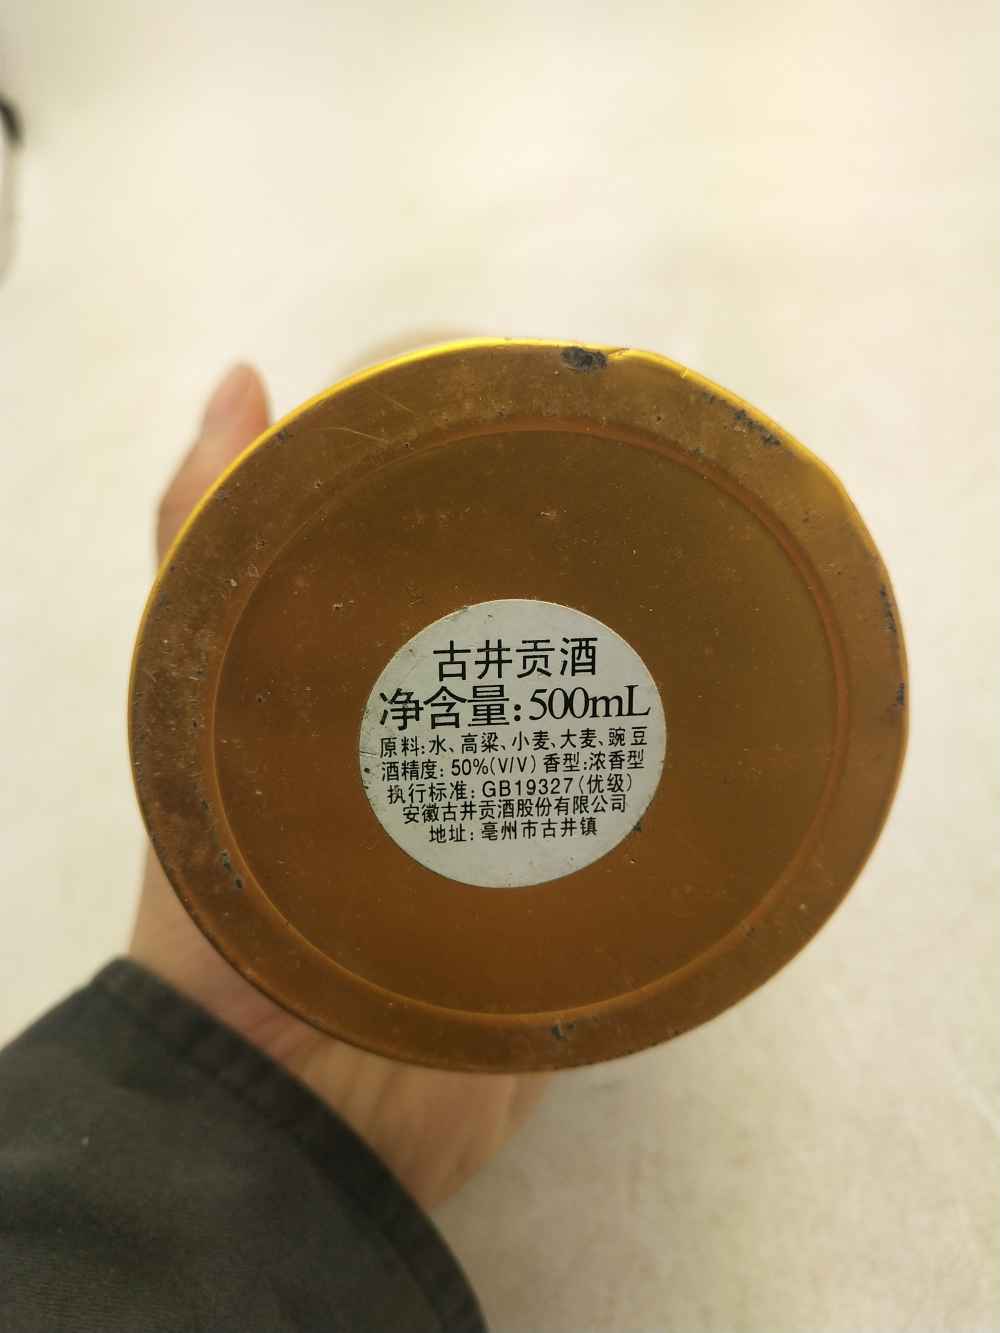 古井贡酒
净含量:500mL
原料:水、高粱、小麦、大麦、豌豆
酒精度: 50%(V/V) 香型:浓香型
执行标准: GB19327(优级)
安徽古井贡酒股份有限公司
地址: 亳州市古井镇